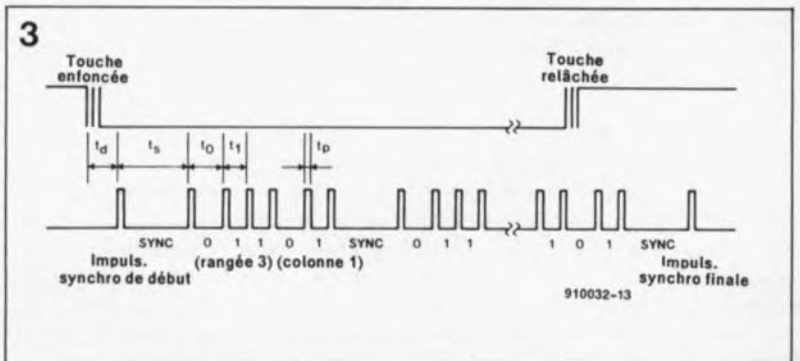 3
Touche
enfoncée
Touche
relâchée
td ts t0 t1 tp
SYNC 0 1 1 0 1 SYNC 0 1 1 1 0 1 SYNC
Impuls.
synchro de début
(rangée 3) (colonne 1)
Impuls.
synchro finale
910032-13